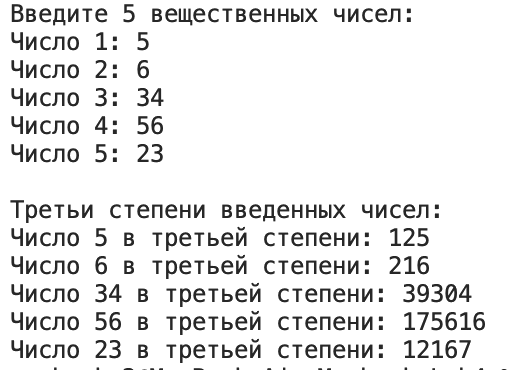 Введите 5 вещественных чисел:
Число 1: 5
Число 2: 6
Число 3: 34
Число 4: 56
Число 5: 23
Третьи степени введенных чисел:
Число 5 в третьей степени: 125
Число 6 в третьей степени: 216
Число 34 в третьей степени: 39304
Число 56 в третьей степени: 175616
Число 23 в третьей степени: 12167